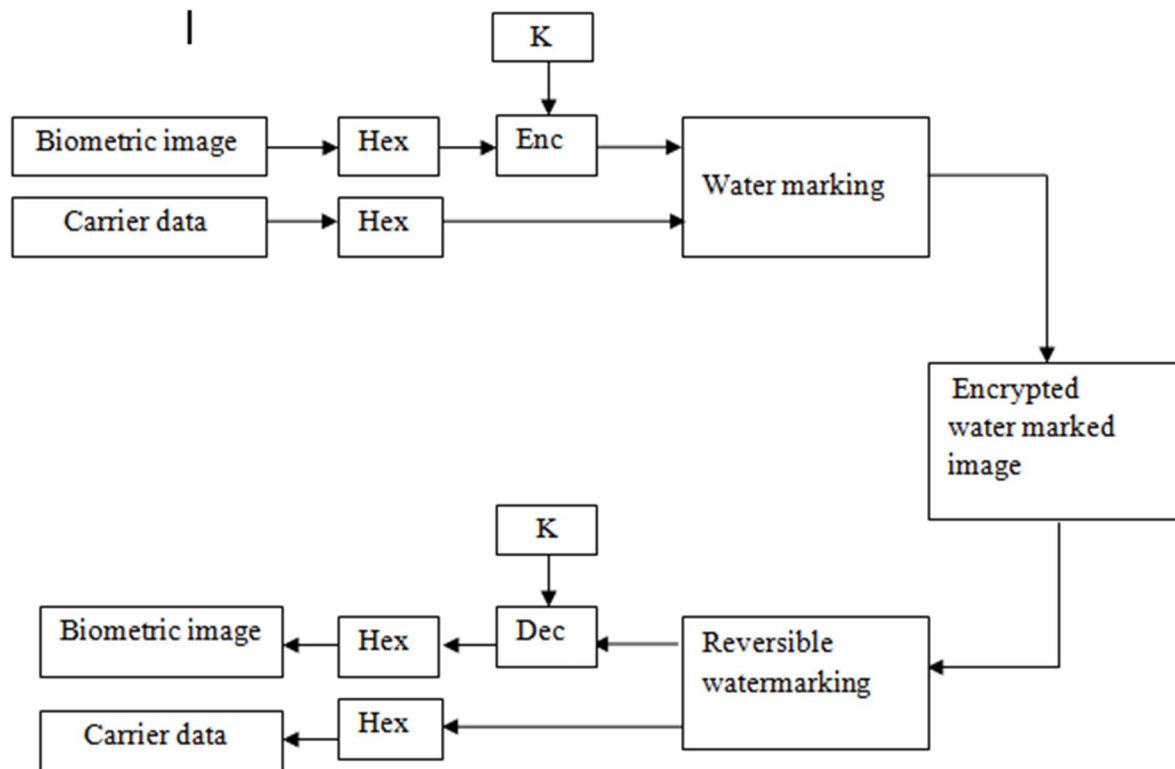 K
Biometric image
Hex
Enc
Water marking
Carrier data
Hex
Encrypted
water marked
image
K
Biometric image
Hex
Dec
Reversible
watermarking
Carrier data
Hex